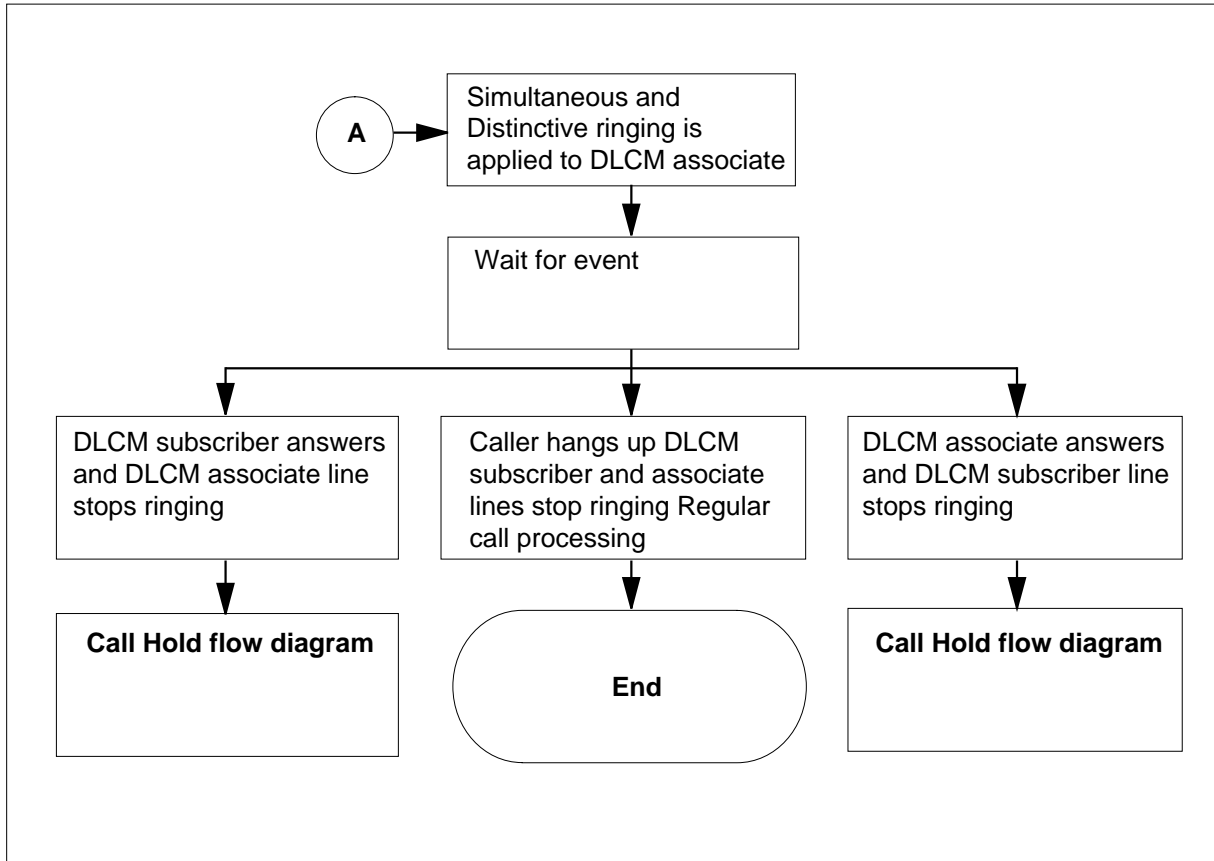 A
Simultaneous and
Distinctive ringing is
applied to DLCM associate
Wait for event
DLCM subscriber answers
and DLCM associate line
stops ringing
Caller hangs up DLCM
subscriber and associate
lines stop ringing Regular
call processing
DLCM associate answers
and DLCM subscriber line
stops ringing
Call Hold flow diagram
End
Call Hold flow diagram